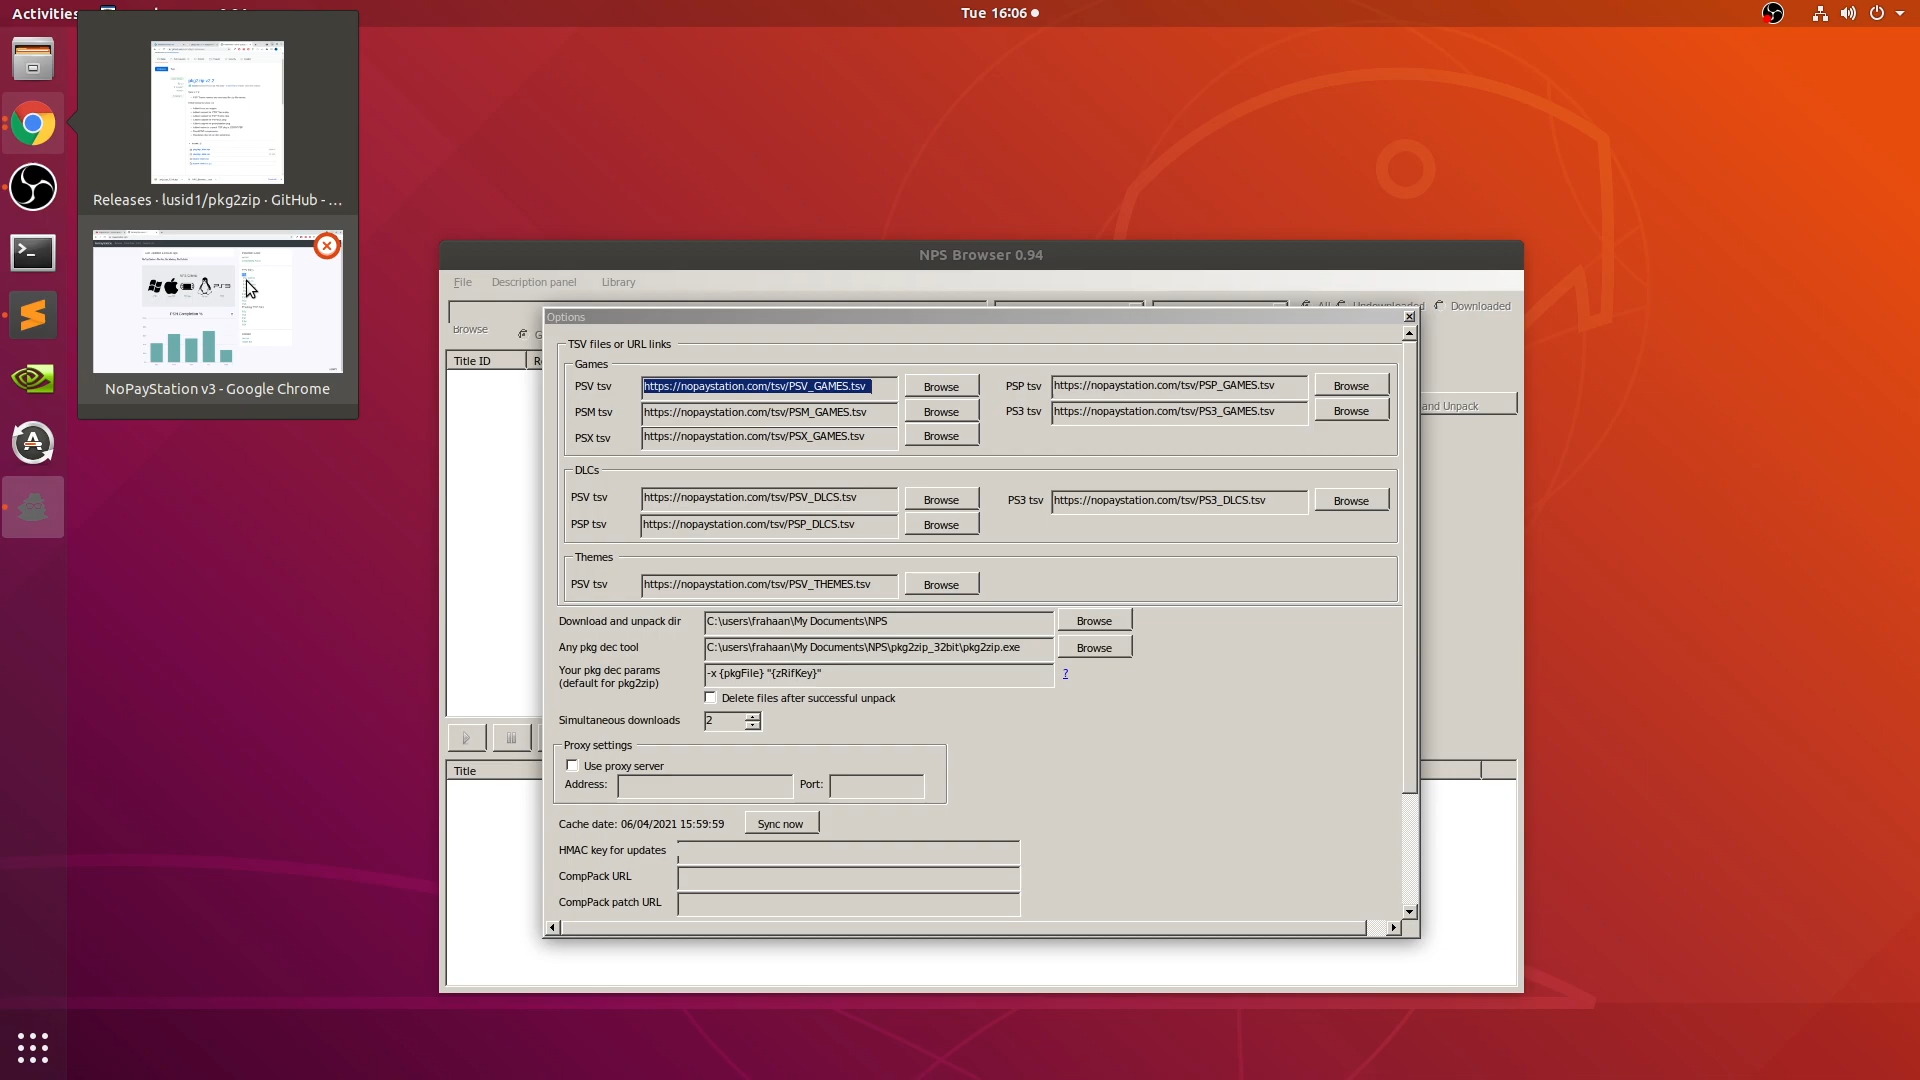 Activities
Tue 16:06
Releases · lusid1/pkg2zip · GitHub - ...
NoPayStation v3 - Google Chrome
NPS Browser 0.94
File Description panel Library
All Undownloaded Downloaded
Browse
Title ID
and Unpack
Title
Options
TSV files or URL links
Games
PSV tsv https://nopaystation.com/tsv/PSV_GAMES.tsv Browse PSP tsv https://nopaystation.com/tsv/PSP_GAMES.tsv Browse
PSM tsv https://nopaystation.com/tsv/PSM_GAMES.tsv Browse PS3 tsv https://nopaystation.com/tsv/PS3_GAMES.tsv Browse
PSX tsv https://nopaystation.com/tsv/PSX_GAMES.tsv Browse
DLCs
PSV tsv https://nopaystation.com/tsv/PSV_DLCS.tsv Browse PS3 tsv https://nopaystation.com/tsv/PS3_DLCS.tsv Browse
PSP tsv https://nopaystation.com/tsv/PSP_DLCS.tsv Browse
Themes
PSV tsv https://nopaystation.com/tsv/PSV_THEMES.tsv Browse
Download and unpack dir C:\users\frahaan\My Documents\NPS Browse
Any pkg dec tool C:\users\frahaan\My Documents\NPS\pkg2zip_32bit\pkg2zip.exe Browse
Your pkg dec params
(default for pkg2zip) -x {pkgFile} "{zRifKey}" ?
Delete files after successful unpack
Simultaneous downloads 2
Proxy settings
Use proxy server
Address: Port:
Cache date: 06/04/2021 15:59:59 Sync now
HMAC key for updates
CompPack URL
CompPack patch URL